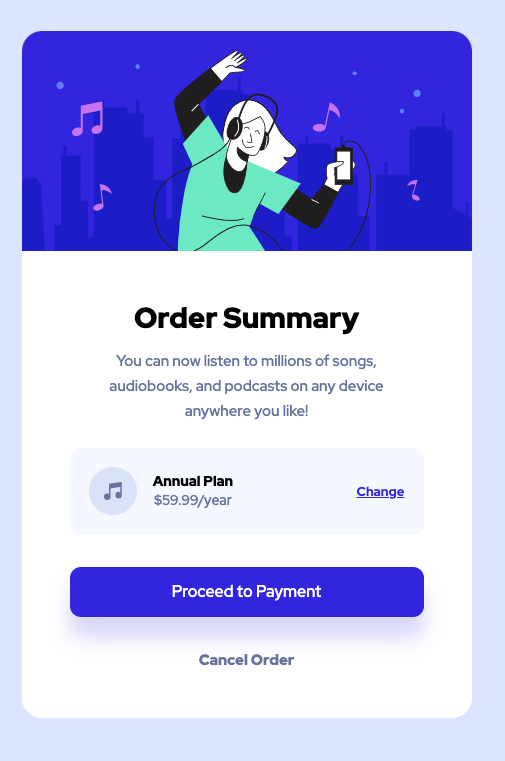 Order Summary
You can now listen to millions of songs,
audiobooks, and podcasts on any device
anywhere you like!
Annual Plan
$59.99/year
Change
Proceed to Payment
Cancel Order